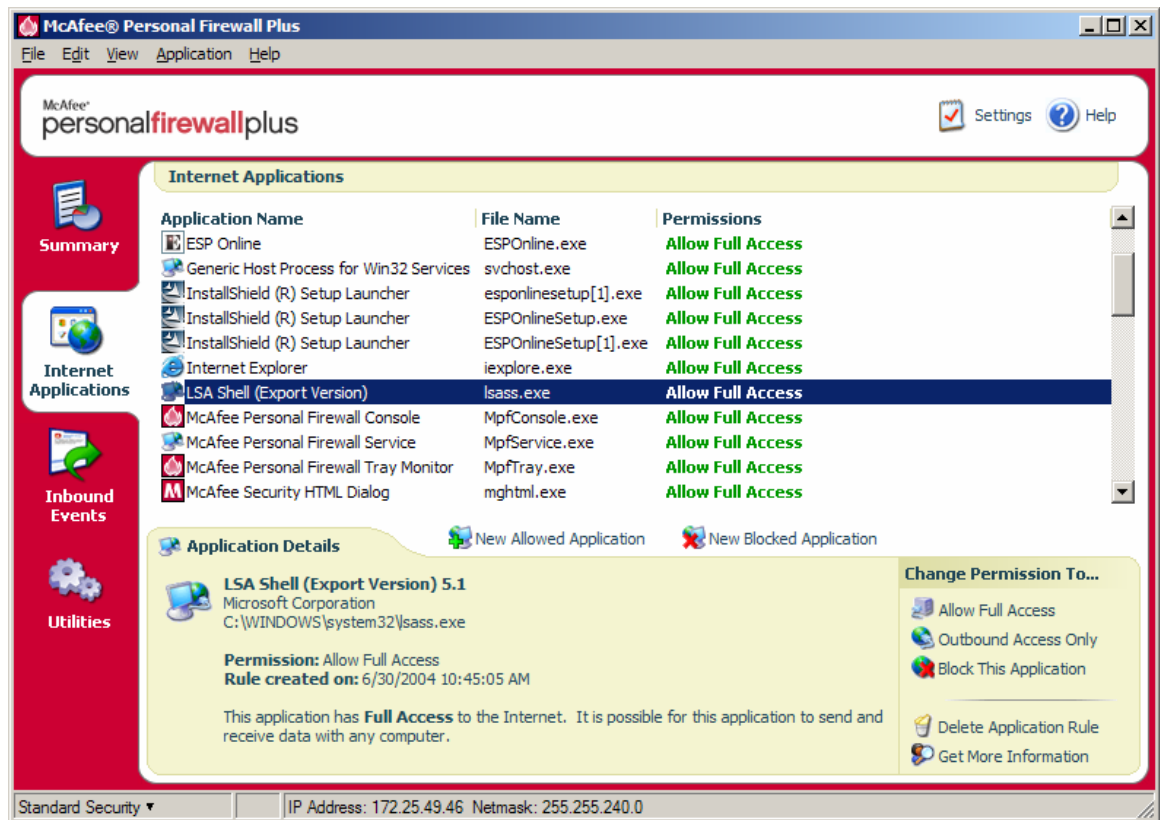 McAfee® Personal Firewall Plus
File Edit View Application Help
McAfee®
personalfirewallplus
Settings Help
Summary
Internet Applications
Inbound Events
Utilities
Internet Applications
Application Name File Name Permissions
ESP Online ESPOnline.exe Allow Full Access
Generic Host Process for Win32 Services svchost.exe Allow Full Access
InstallShield (R) Setup Launcher esponlinesetup[1].exe Allow Full Access
InstallShield (R) Setup Launcher ESPOnlineSetup.exe Allow Full Access
InstallShield (R) Setup Launcher ESPOnlineSetup[1].exe Allow Full Access
Internet Explorer iexplore.exe Allow Full Access
LSA Shell (Export Version) lsass.exe Allow Full Access
McAfee Personal Firewall Console MpfConsole.exe Allow Full Access
McAfee Personal Firewall Service MpfService.exe Allow Full Access
McAfee Personal Firewall Tray Monitor MpfTray.exe Allow Full Access
McAfee Security HTML Dialog mghtml.exe Allow Full Access
New Allowed Application New Blocked Application
Application Details
LSA Shell (Export Version) 5.1
Microsoft Corporation
C:\WINDOWS\system32\lsass.exe
Permission: Allow Full Access
Rule created on: 6/30/2004 10:45:05 AM
This application has Full Access to the Internet. It is possible for this application to send and
receive data with any computer.
Change Permission To...
Allow Full Access
Outbound Access Only
Block This Application
Delete Application Rule
Get More Information
Standard Security IP Address: 172.25.49.46 Netmask: 255.255.240.0